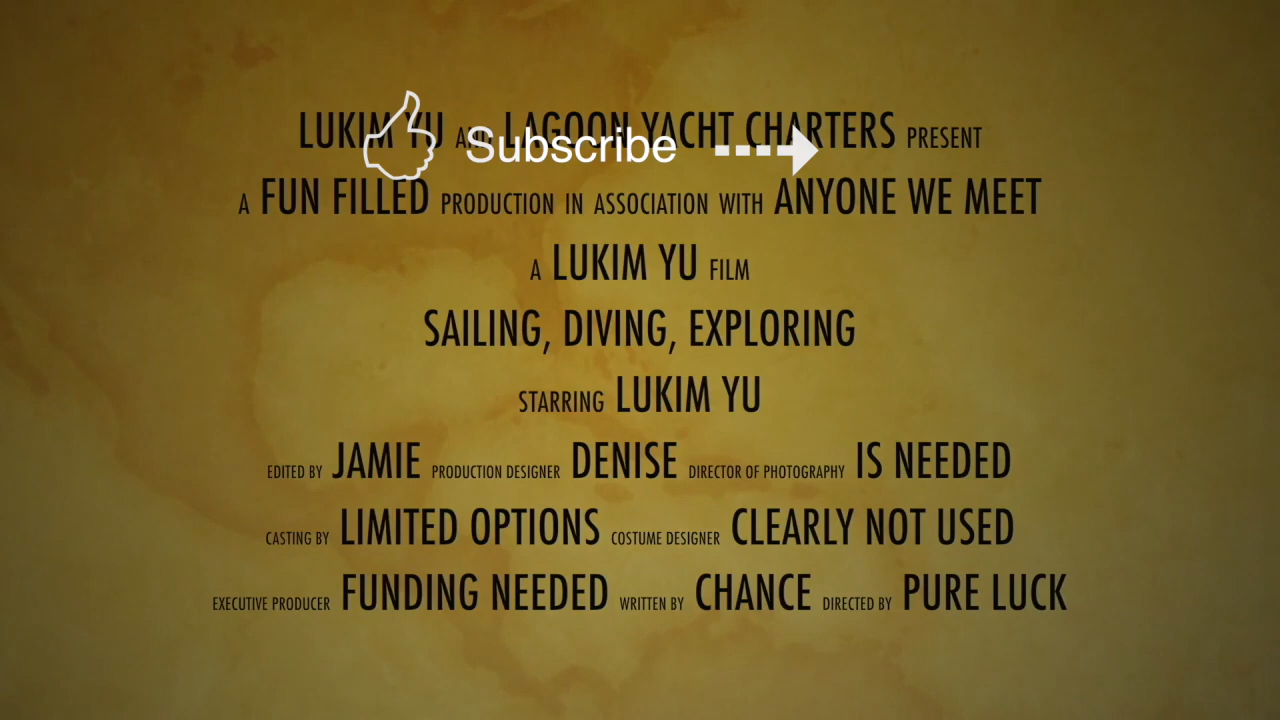 LUKIM YU AND LAGOON YACHT CHARTERS PRESENT
Subscribe
A FUN FILLED PRODUCTION IN ASSOCIATION WITH ANYONE WE MEET
A LUKIM YU FILM
SAILING, DIVING, EXPLORING
STARRING LUKIM YU
EDITED BY JAMIE PRODUCTION DESIGNER DENISE DIRECTOR OF PHOTOGRAPHY IS NEEDED
CASTING BY LIMITED OPTIONS COSTUME DESIGNER CLEARLY NOT USED
EXECUTIVE PRODUCER FUNDING NEEDED WRITTEN BY CHANCE DIRECTED BY PURE LUCK